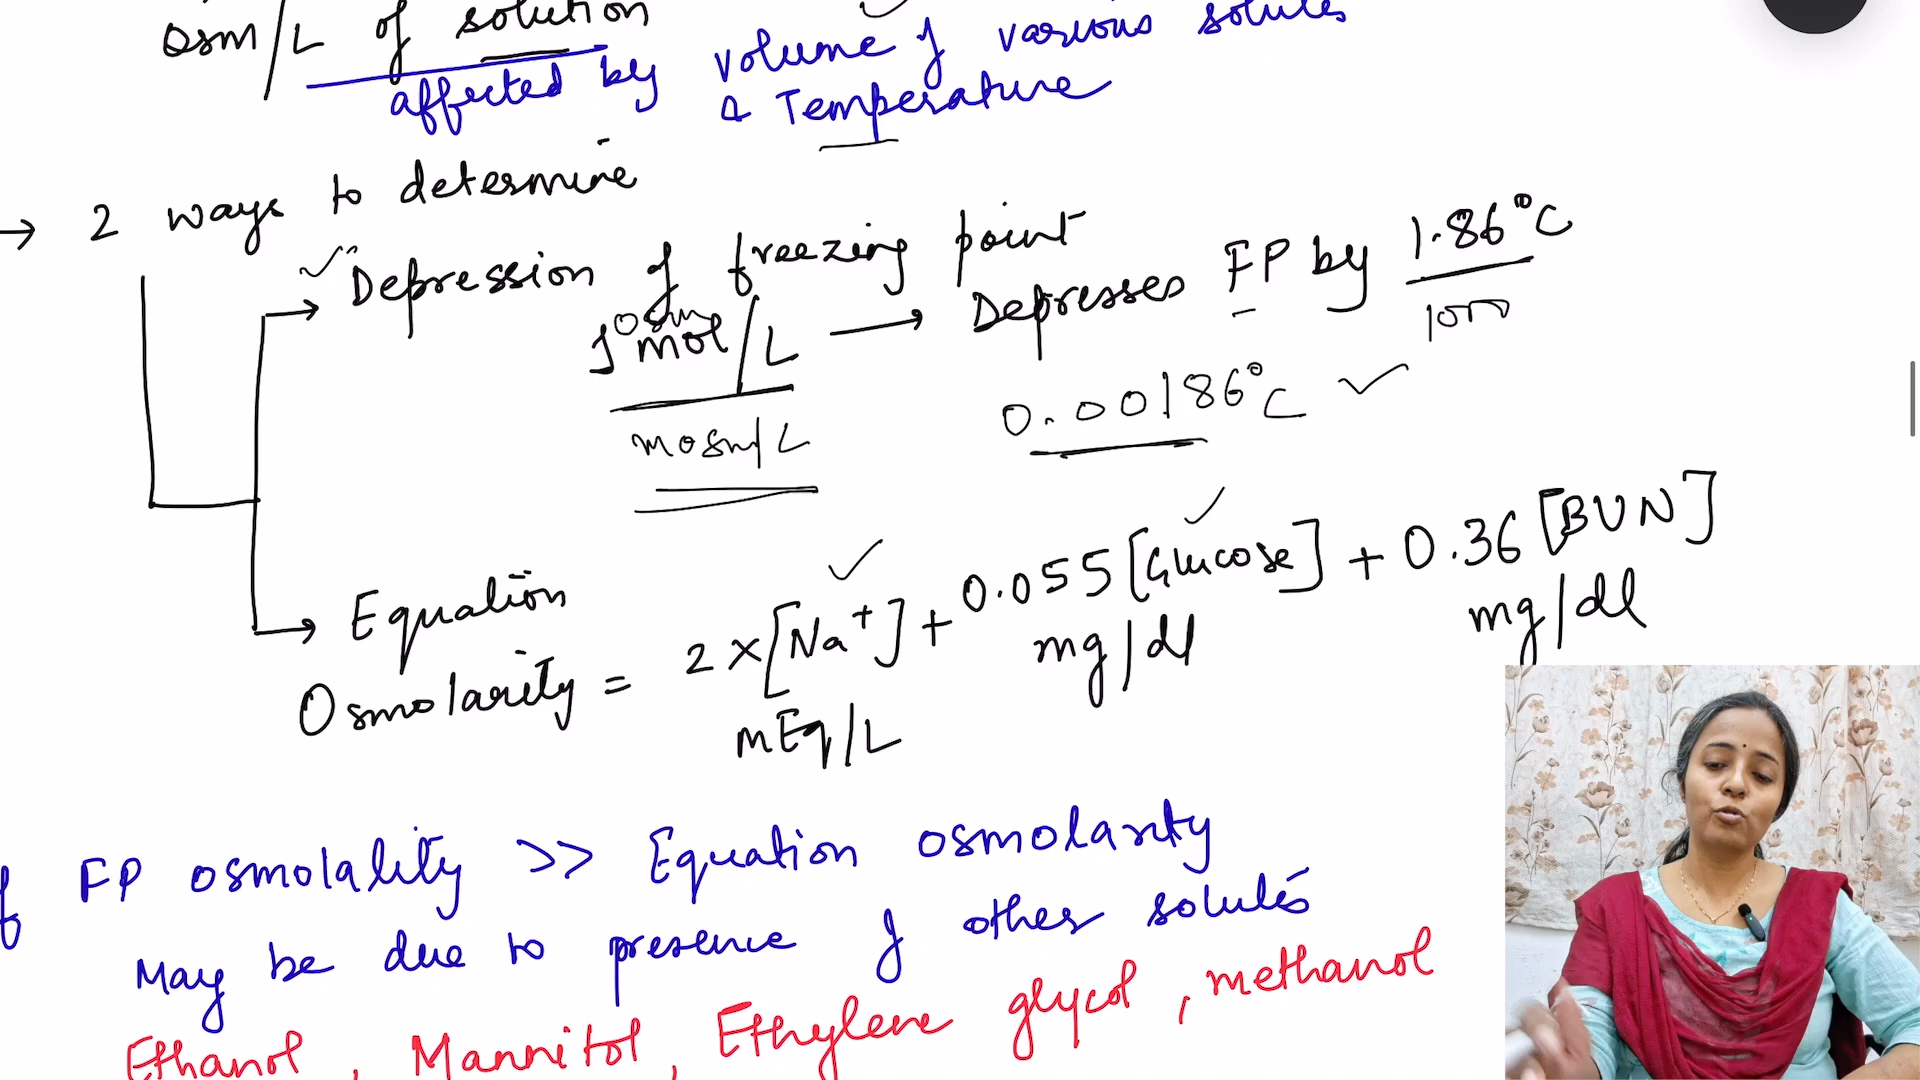 Osm/L of solution
affected by volume of various solutes
& Temperature
→ 2 ways to determine
Depression of freezing point
1 Osm
mol/L → Depresses FP by 1.86°C
1000
mosm/L
0.00186°C
Equation
Osmolarity = 2 x [Na+] + 0.055 [Glucose] + 0.36 [BUN]
mEq/L mg/dl mg/dl
If FP osmolality >> Equation osmolarity
May be due to presence of other solutes
Ethanol, Mannitol, Ethylene glycol, methanol